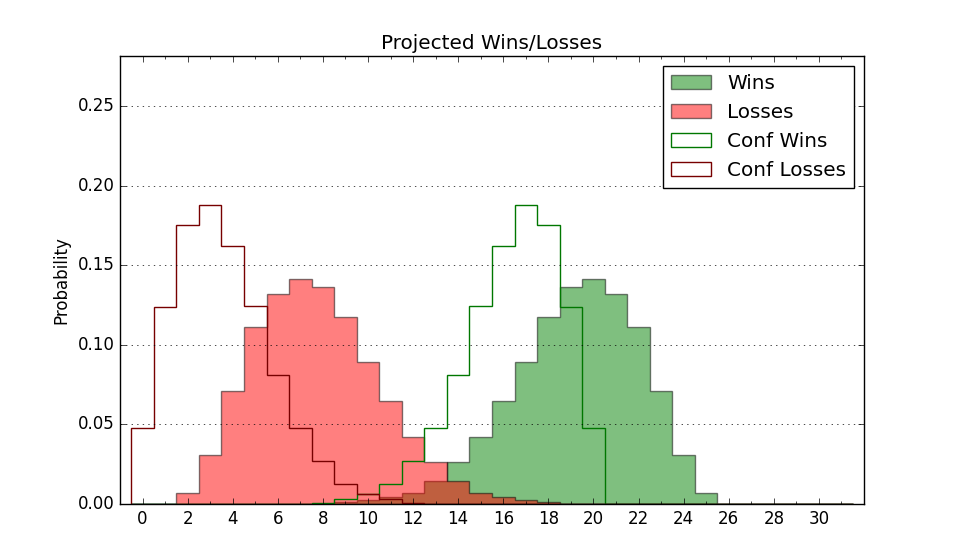 Projected Wins/Losses
Probability
0.25
0.20
0.15
0.10
0.05
0.00
0 2 4 6 8 10 12 14 16 18 20 22 24 26 28 30
Wins
Losses
Conf Wins
Conf Losses